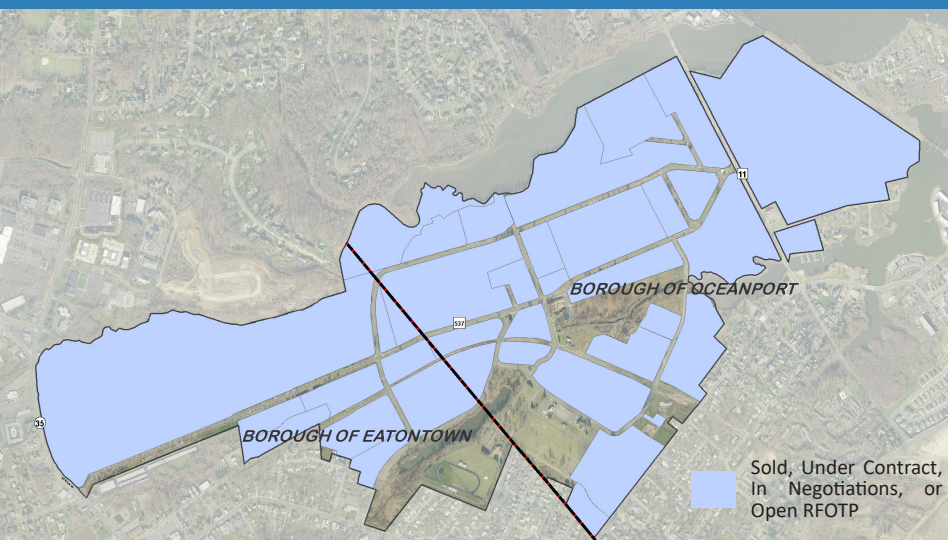 11
BOROUGH OF OCEANPORT
537
35
BOROUGH OF EATONTOWN
Sold, Under Contract,
In Negotiations, or
Open RFOTP